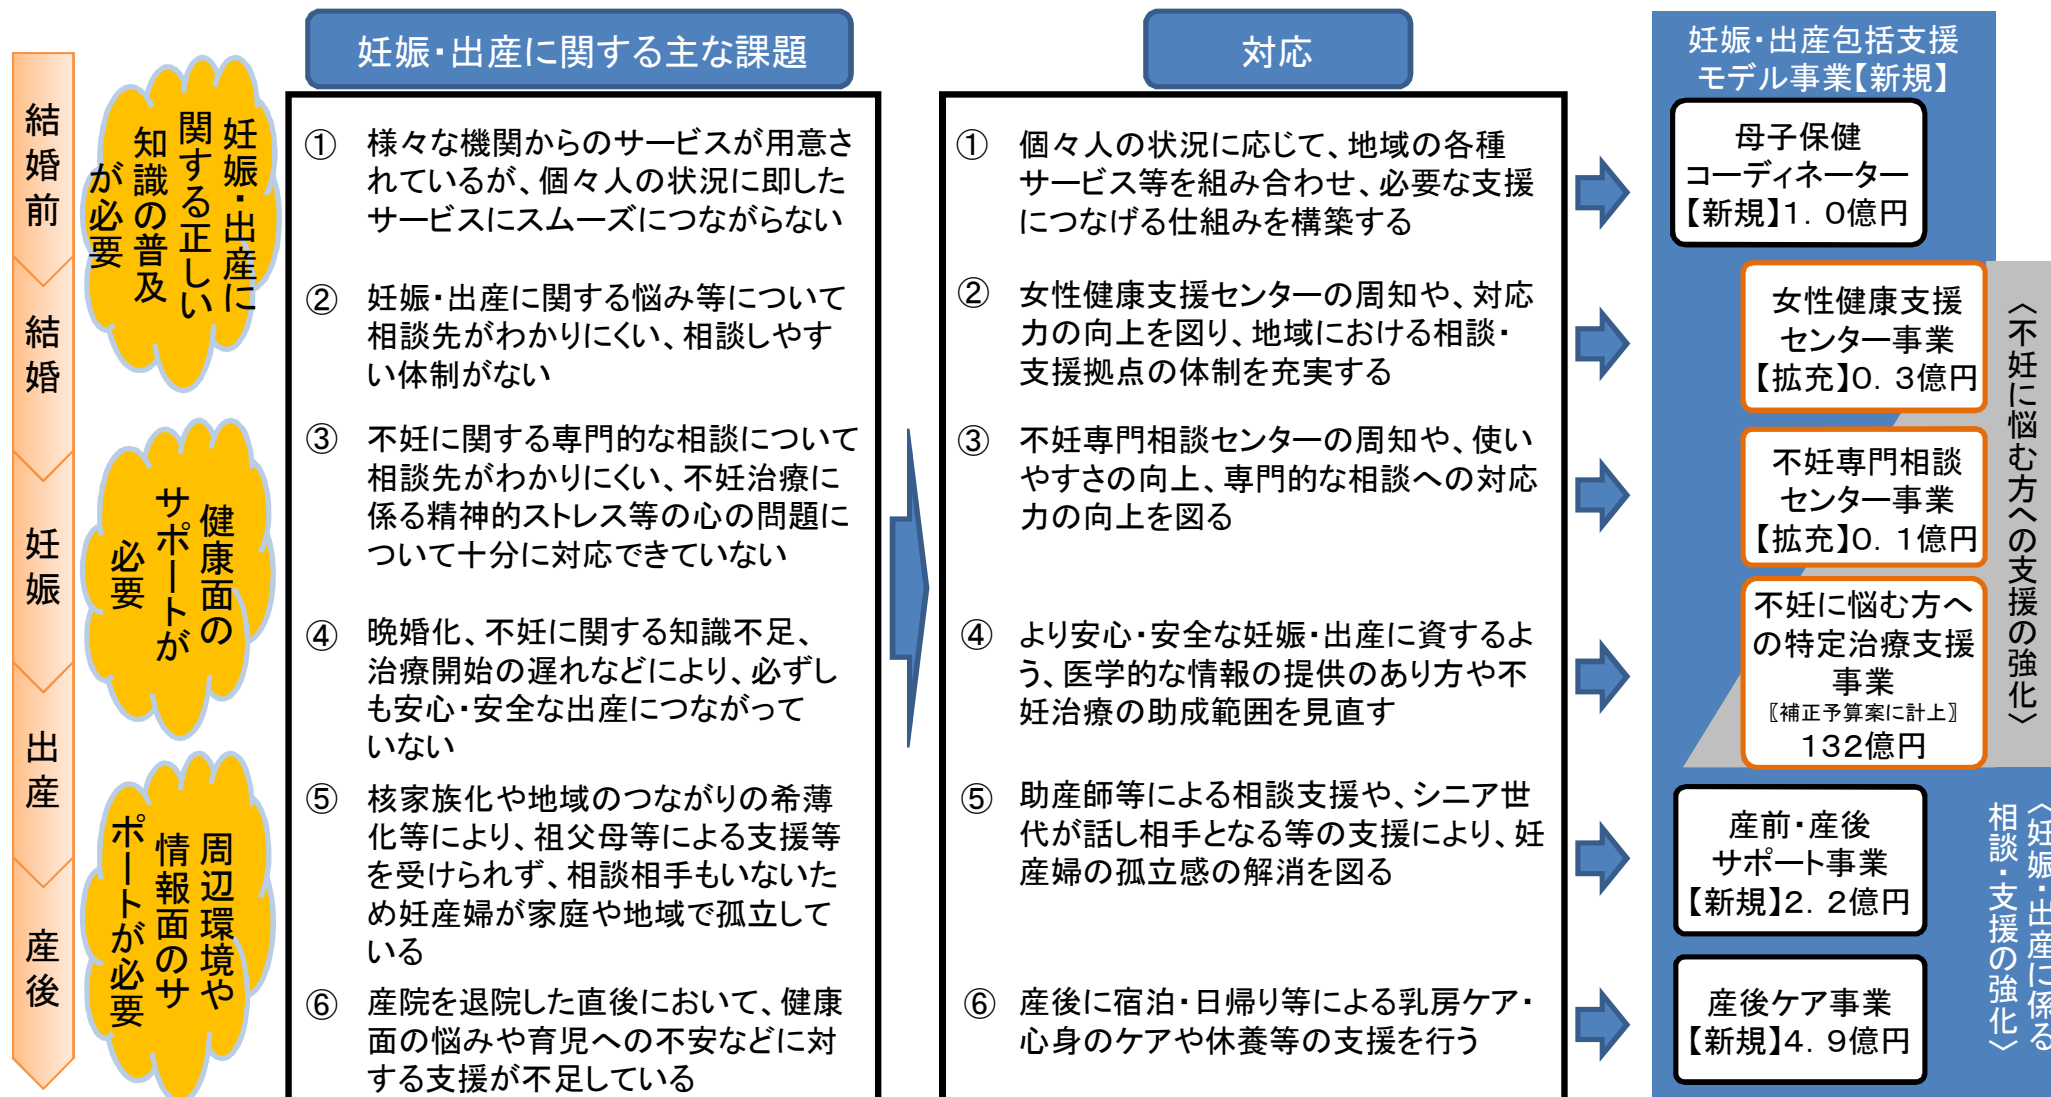 結婚前
結婚
妊娠
出産
産後
妊娠・出産に
関する正しい
知識の普及
が必要
健康面の
サポートが
必要
周辺環境や
情報面のサ
ポートが必要
妊娠・出産に関する主な課題
① 様々な機関からのサービスが用意さ
れているが、個々人の状況に即した
サービスにスムーズにつながらない
② 妊娠・出産に関する悩み等について
相談先がわかりにくい、相談しやす
い体制がない
③ 不妊に関する専門的な相談について
相談先がわかりにくい、不妊治療に
係る精神的ストレス等の心の問題に
ついて十分に対応できていない
④ 晩婚化、不妊に関する知識不足、
治療開始の遅れなどにより、必ずし
も安心・安全な出産につながって
いない
⑤ 核家族化や地域のつながりの希薄
化等により、祖父母等による支援等
を受けられず、相談相手もいないた
め妊産婦が家庭や地域で孤立して
いる
⑥ 産院を退院した直後において、健康
面の悩みや育児への不安などに対
する支援が不足している
対応
① 個々人の状況に応じて、地域の各種
サービス等を組み合わせ、必要な支援
につなげる仕組みを構築する
② 女性健康支援センターの周知や、対応
力の向上を図り、地域における相談・
支援拠点の体制を充実する
③ 不妊専門相談センターの周知や、使い
やすさの向上、専門的な相談への対応
力の向上を図る
④ より安心・安全な妊娠・出産に資するよ
う、医学的な情報の提供のあり方や不
妊治療の助成範囲を見直す
⑤ 助産師等による相談支援や、シニア世
代が話し相手となる等の支援により、妊
産婦の孤立感の解消を図る
⑥ 産後に宿泊・日帰り等による乳房ケア・
心身のケアや休養等の支援を行う
妊娠・出産包括支援
モデル事業【新規】
母子保健
コーディネーター
【新規】１．０億円
女性健康支援
センター事業
【拡充】０．３億円
不妊専門相談
センター事業
【拡充】０．１億円
不妊に悩む方へ
の特定治療支援
事業
〖補正予算案に計上〗
１３２億円
産前・産後
サポート事業
【新規】２．２億円
産後ケア事業
【新規】４．９億円
〈不妊に悩む方への支援の強化〉
〈妊娠・出産に係る
相談・支援の強化〉